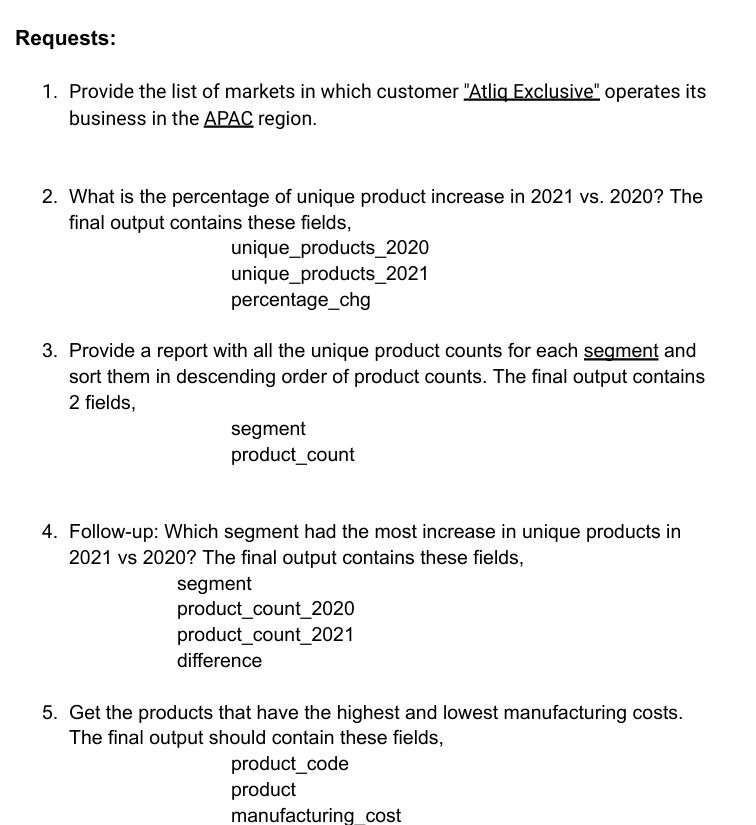 Requests:
1. Provide the list of markets in which customer "Atliq Exclusive" operates its
business in the APAC region.
2. What is the percentage of unique product increase in 2021 vs. 2020? The
final output contains these fields,
unique_products_2020
unique_products_2021
percentage_chg
3. Provide a report with all the unique product counts for each segment and
sort them in descending order of product counts. The final output contains
2 fields,
segment
product_count
4. Follow-up: Which segment had the most increase in unique products in
2021 vs 2020? The final output contains these fields,
segment
product_count_2020
product_count_2021
difference
5. Get the products that have the highest and lowest manufacturing costs.
The final output should contain these fields,
product_code
product
manufacturing_cost